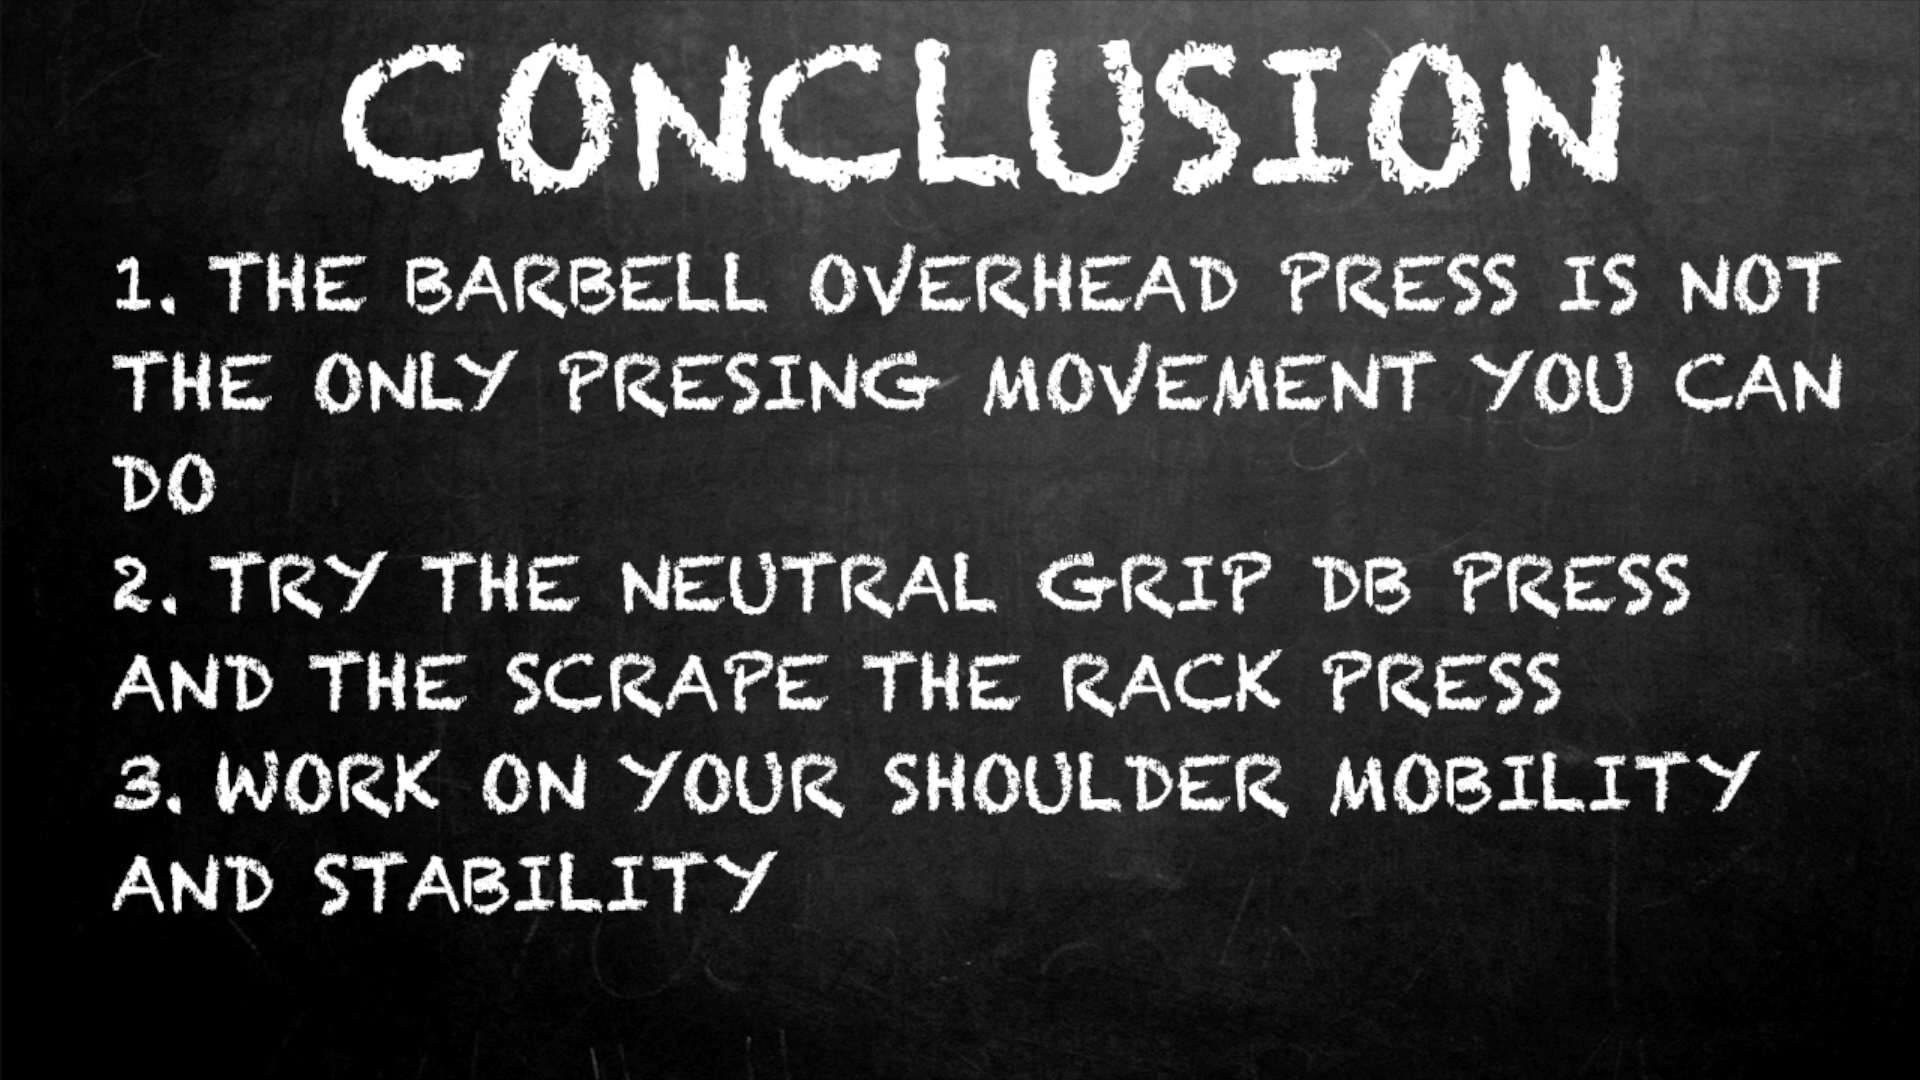 CONCLUSION
1. THE BARBELL OVERHEAD PRESS IS NOT
THE ONLY PRESING MOVEMENT YOU CAN
DO
2. TRY THE NEUTRAL GRIP DB PRESS
AND THE SCRAPE THE RACK PRESS
3. WORK ON YOUR SHOULDER MOBILITY
AND STABILITY